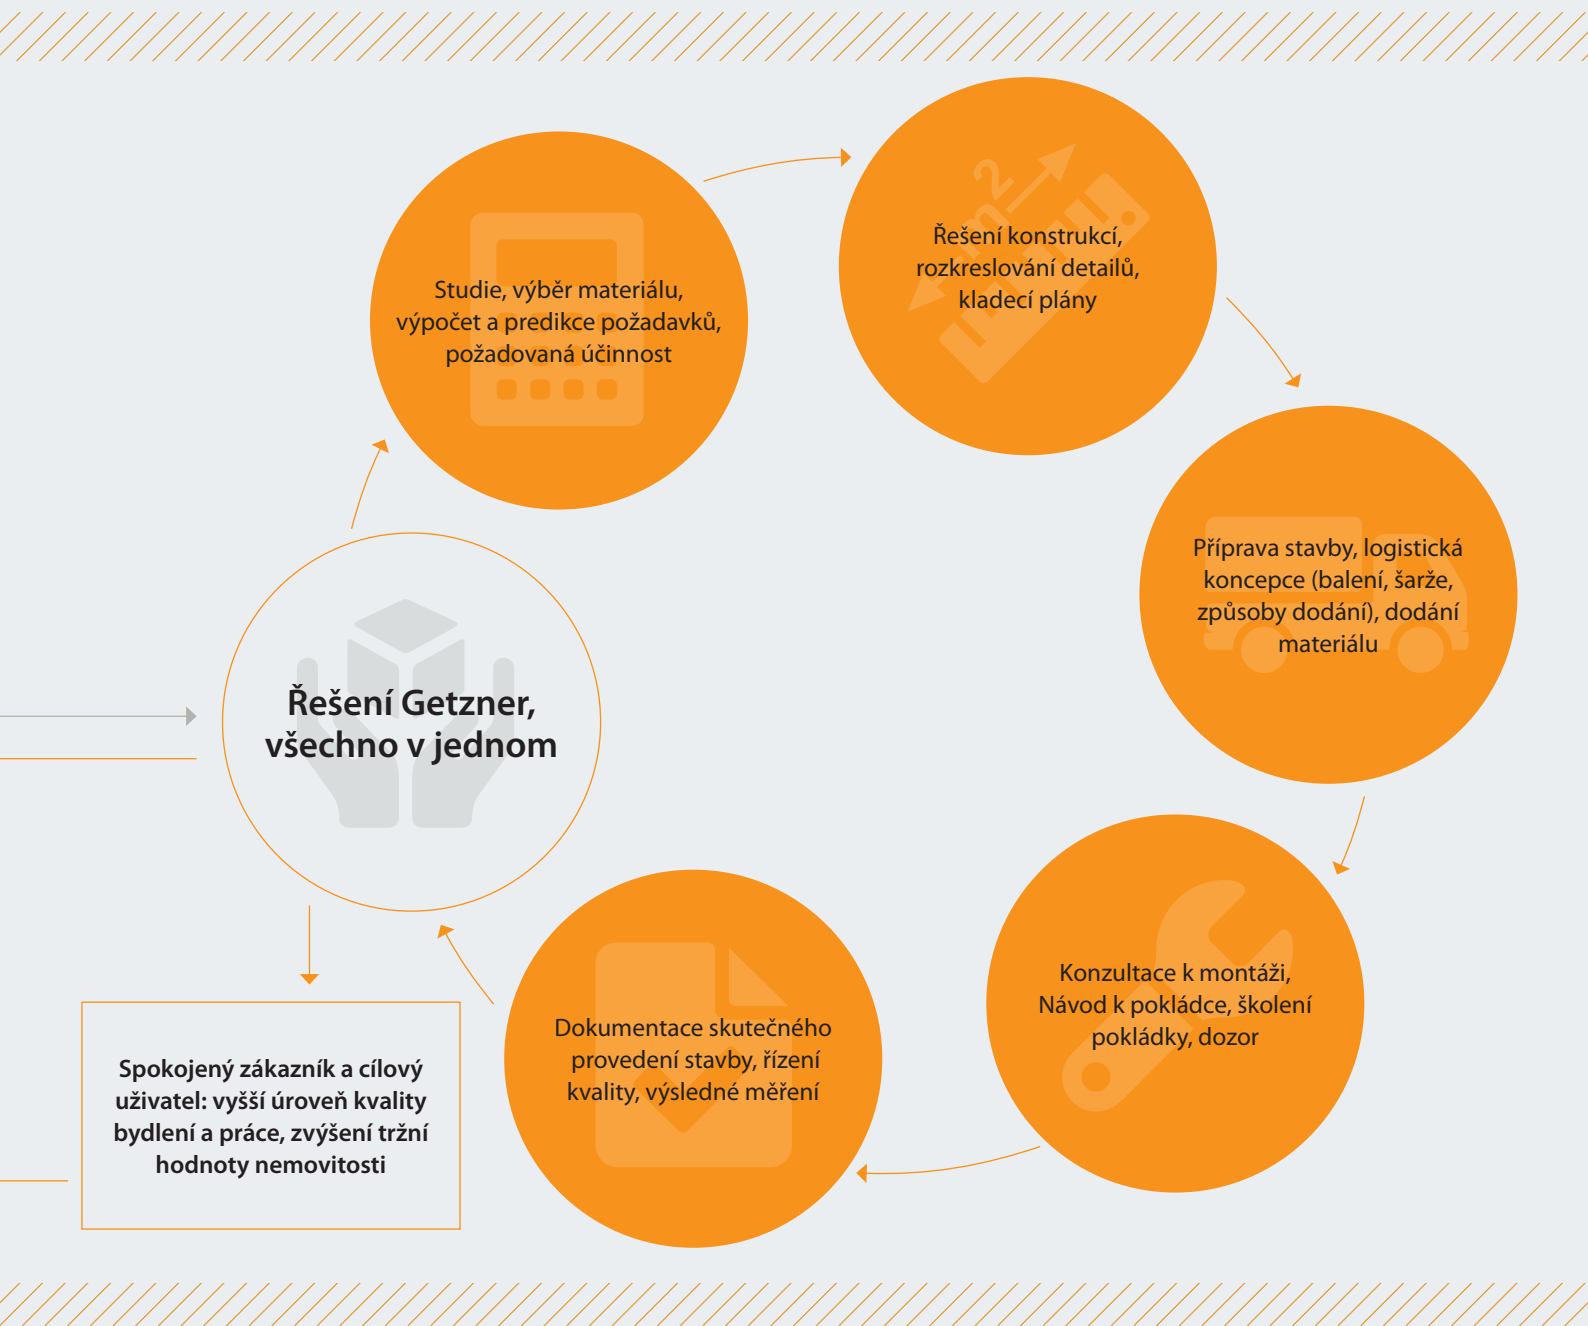 Řešení konstrukcí,
rozkreslování detailů,
kladecí plány
m²
Studie, výběr materiálu,
výpočet a predikce požadavků,
požadovaná účinnost
Příprava stavby, logistická
koncepce (balení, šarže,
způsoby dodání), dodání
materiálu
Řešení Getzner,
všechno v jednom
Konzultace k montáži,
Návod k pokládce, školení
pokládky, dozor
Dokumentace skutečného
provedení stavby, řízení
kvality, výsledné měření
Spokojený zákazník a cílový
uživatel: vyšší úroveň kvality
bydlení a práce, zvýšení tržní
hodnoty nemovitosti